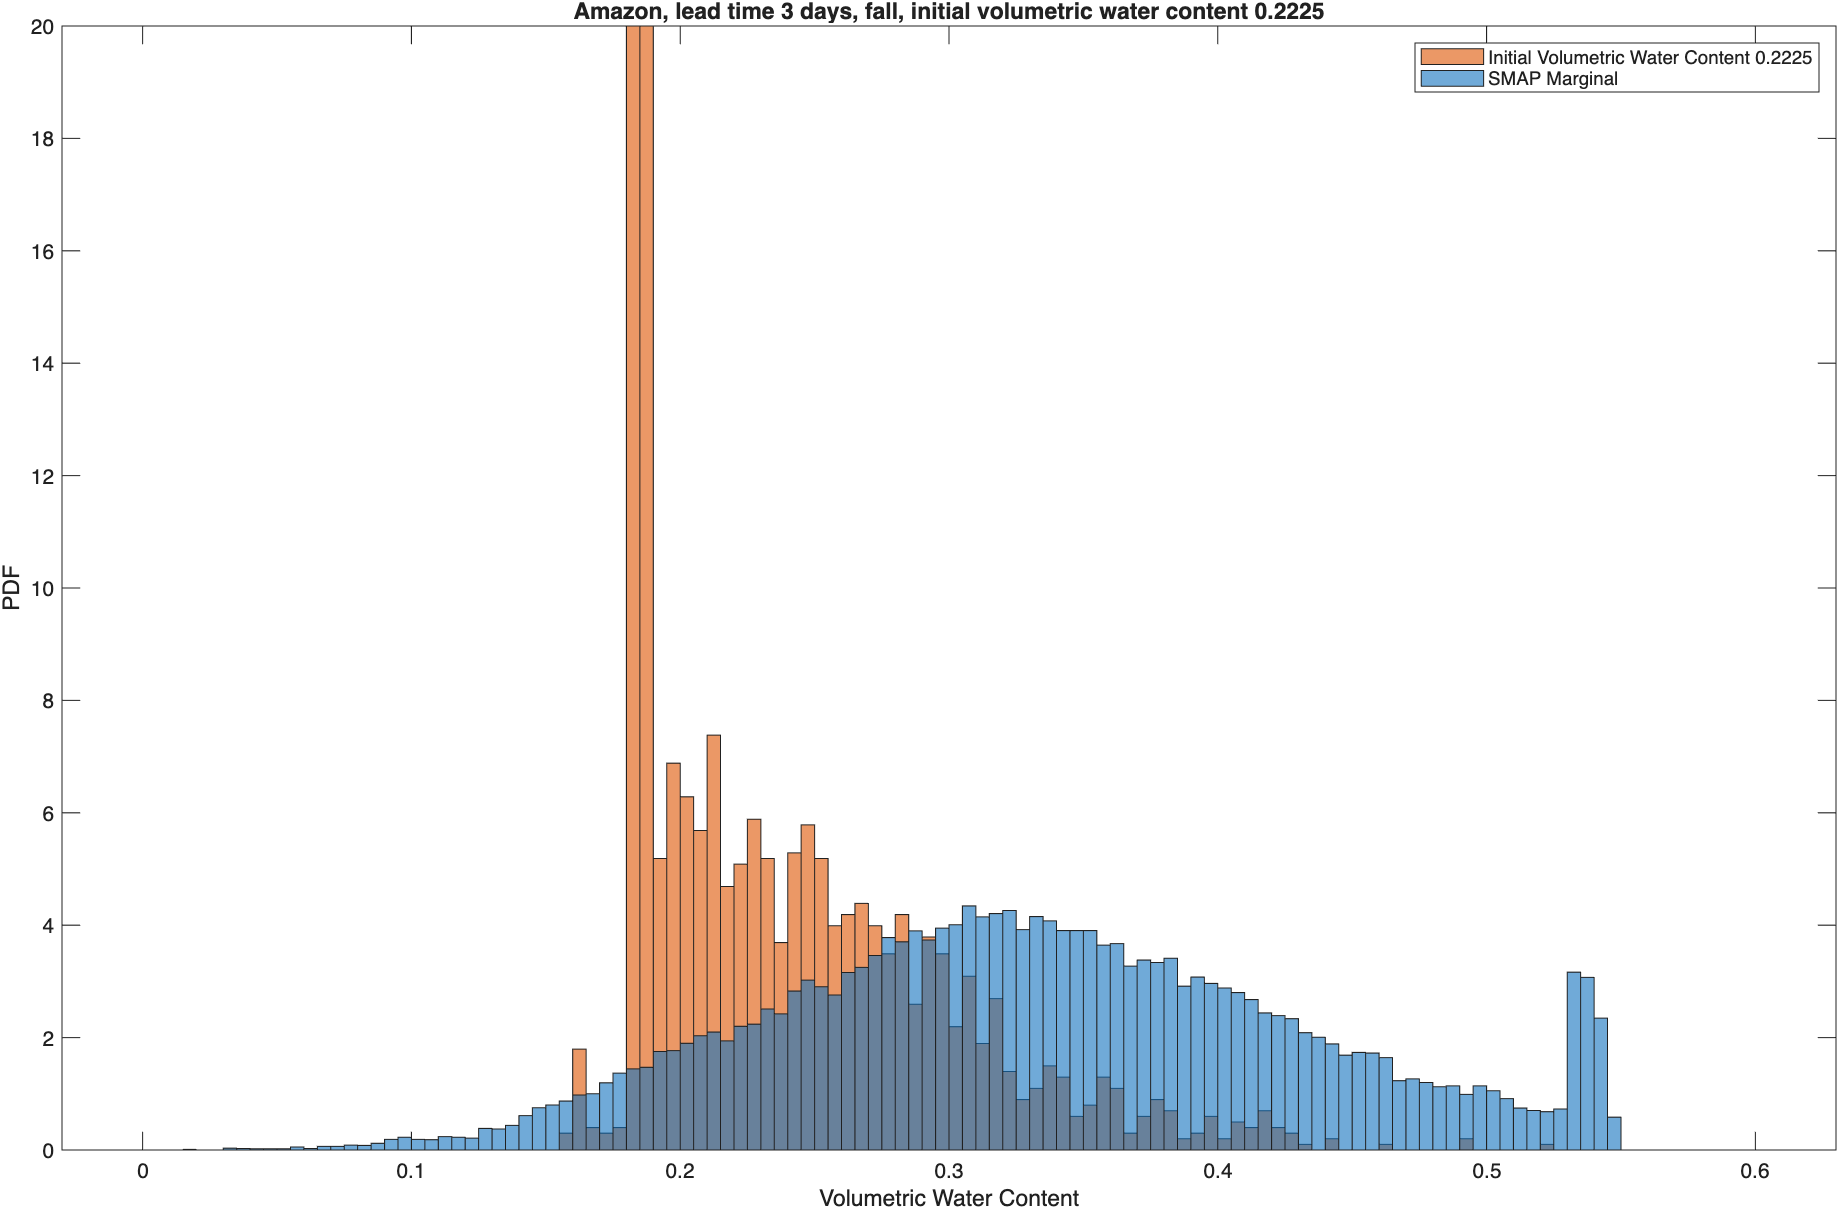 Amazon, lead time 3 days, fall, initial volumetric water content 0.2225
Initial Volumetric Water Content 0.2225
SMAP Marginal
20
18
16
14
12
10
8
6
4
2
0
PDF
0 0.1 0.2 0.3 0.4 0.5 0.6
Volumetric Water Content